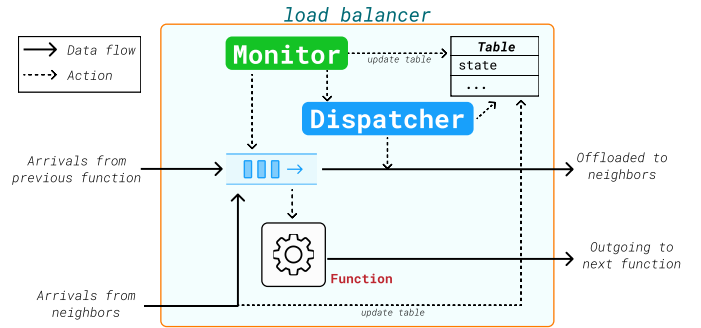 load balancer
Data flow
Action
Monitor
update table
Table
state
...
Dispatcher
Arrivals from
previous function
Offloaded to
neighbors
Function
Outgoing to
next function
Arrivals from
neighbors
update table